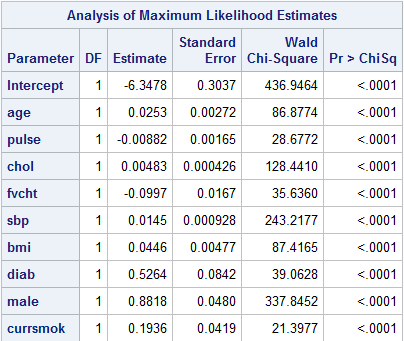 Analysis of Maximum Likelihood Estimates
Parameter DF Estimate Standard Error Wald Chi-Square Pr > ChiSq
Intercept 1 -6.3478 0.3037 436.9464 <.0001
age 1 0.0253 0.00272 86.8774 <.0001
pulse 1 -0.00882 0.00165 28.6772 <.0001
chol 1 0.00483 0.000426 128.4410 <.0001
fvcht 1 -0.0997 0.0167 35.6360 <.0001
sbp 1 0.0145 0.000928 243.2177 <.0001
bmi 1 0.0446 0.00477 87.4165 <.0001
diab 1 0.5264 0.0842 39.0628 <.0001
male 1 0.8818 0.0480 337.8452 <.0001
currsmok 1 0.1936 0.0419 21.3977 <.0001